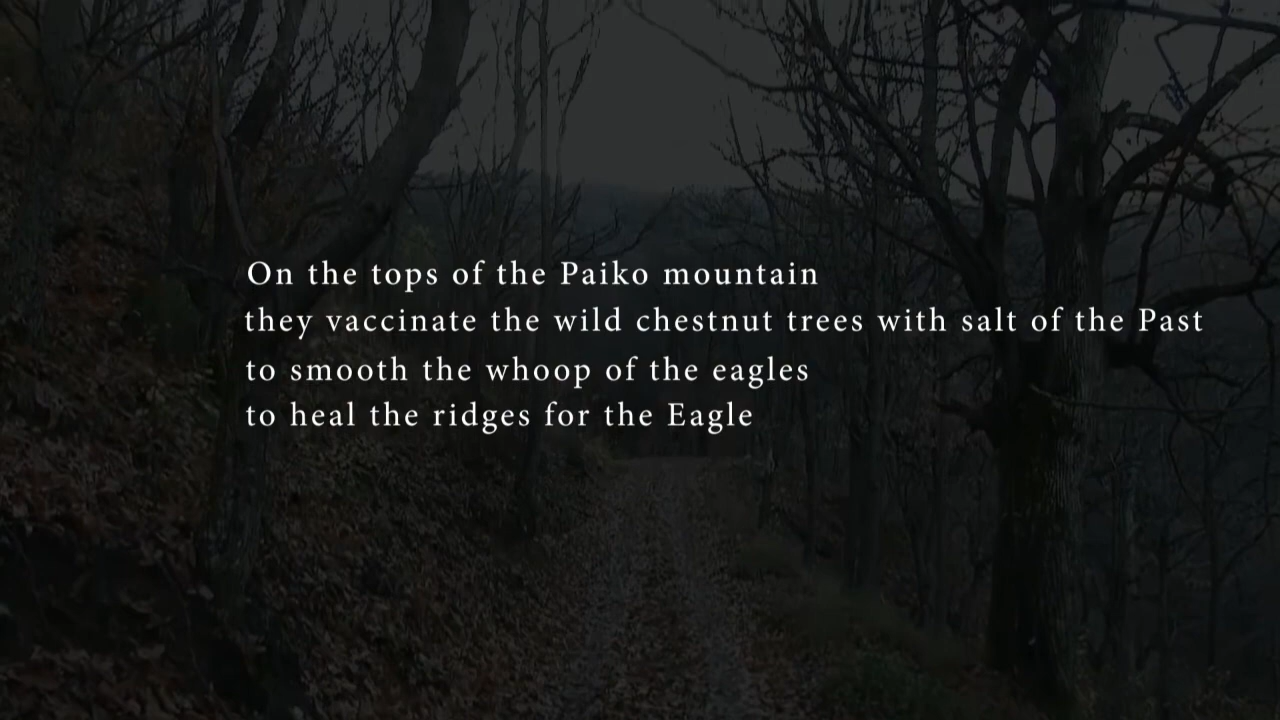 On the tops of the Paiko mountain
they vaccinate the wild chestnut trees with salt of the Past
to smooth the whoop of the eagles
to heal the ridges for the Eagle